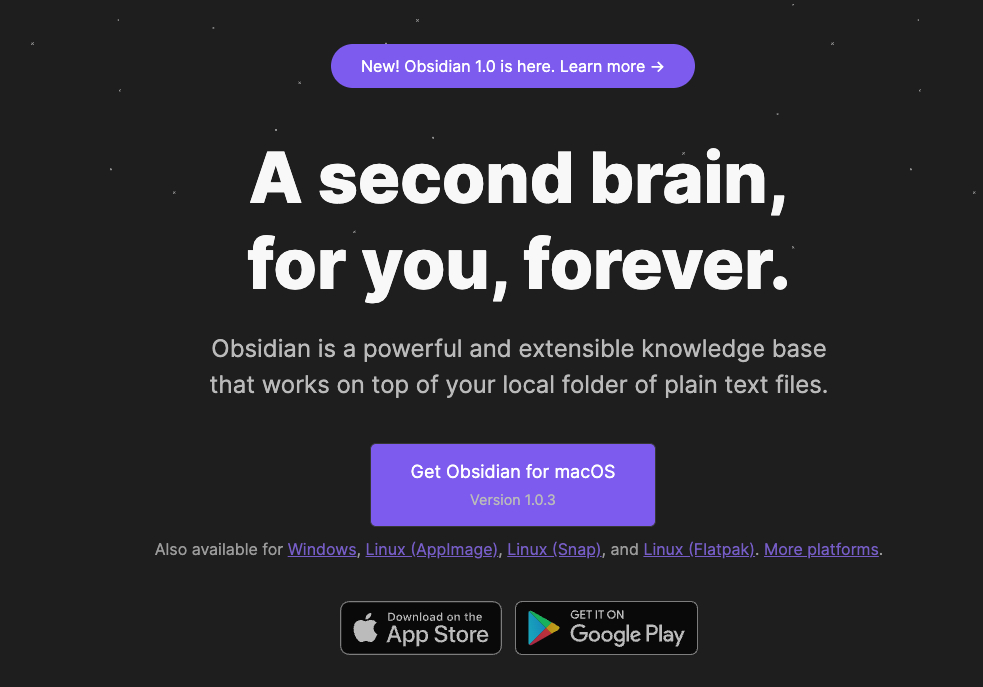 New! Obsidian 1.0 is here. Learn more →
A second brain,
for you, forever.
Obsidian is a powerful and extensible knowledge base
that works on top of your local folder of plain text files.
Get Obsidian for macOS
Version 1.0.3
Also available for Windows, Linux (AppImage), Linux (Snap), and Linux (Flatpak). More platforms.
Download on the
App Store
GET IT ON
Google Play